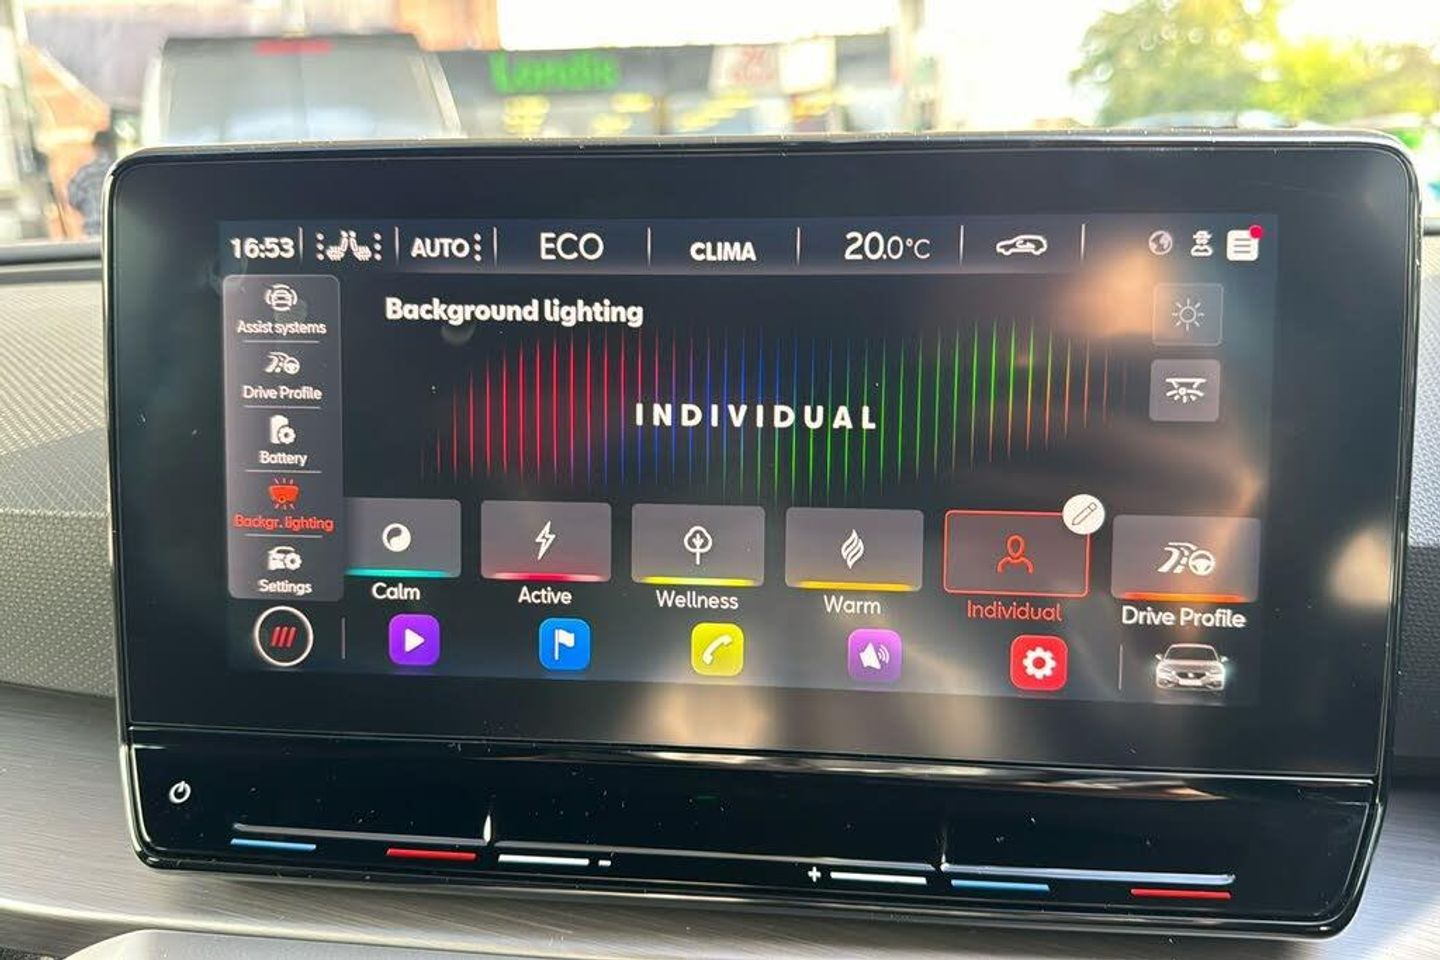 Londis
16:53 AUTO ECO CLIMA 20.0°C
Assist systems
Drive Profile
Battery
Backgr. lighting
Settings
Background lighting
INDIVIDUAL
Calm Active Wellness Warm Individual Drive Profile
- +